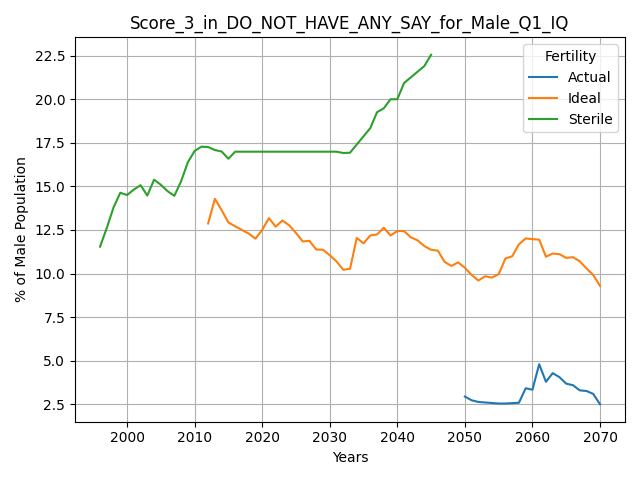 Score_3_in_DO_NOT_HAVE_ANY_SAY_for_Male_Q1_IQ
Fertility
Actual
Ideal
Sterile
% of Male Population
22.5
20.0
17.5
15.0
12.5
10.0
7.5
5.0
2.5
2000 2010 2020 2030 2040 2050 2060 2070
Years